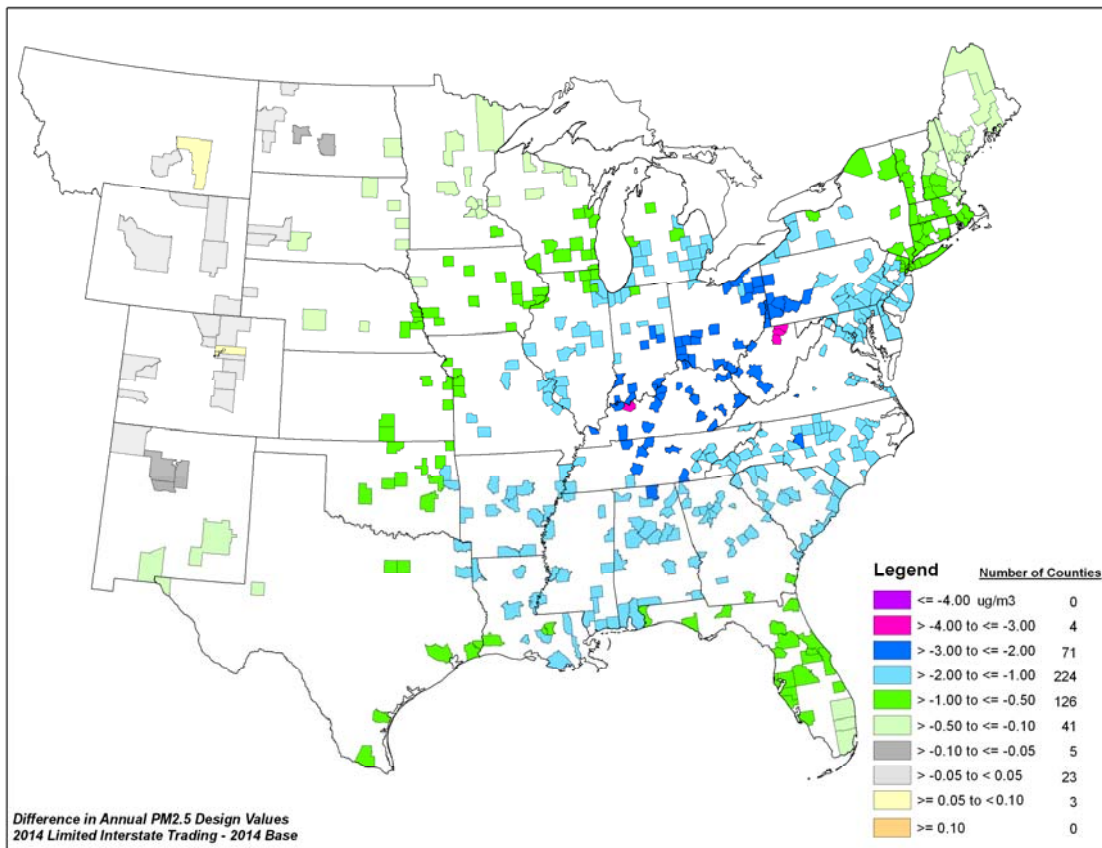 Legend Number of Counties
<= -4.00 ug/m3 0
> -4.00 to <= -3.00 4
> -3.00 to <= -2.00 71
> -2.00 to <= -1.00 224
> -1.00 to <= -0.50 126
> -0.50 to <= -0.10 41
> -0.10 to <= -0.05 5
> -0.05 to < 0.05 23
>= 0.05 to < 0.10 3
>= 0.10 0
Difference in Annual PM2.5 Design Values
2014 Limited Interstate Trading - 2014 Base